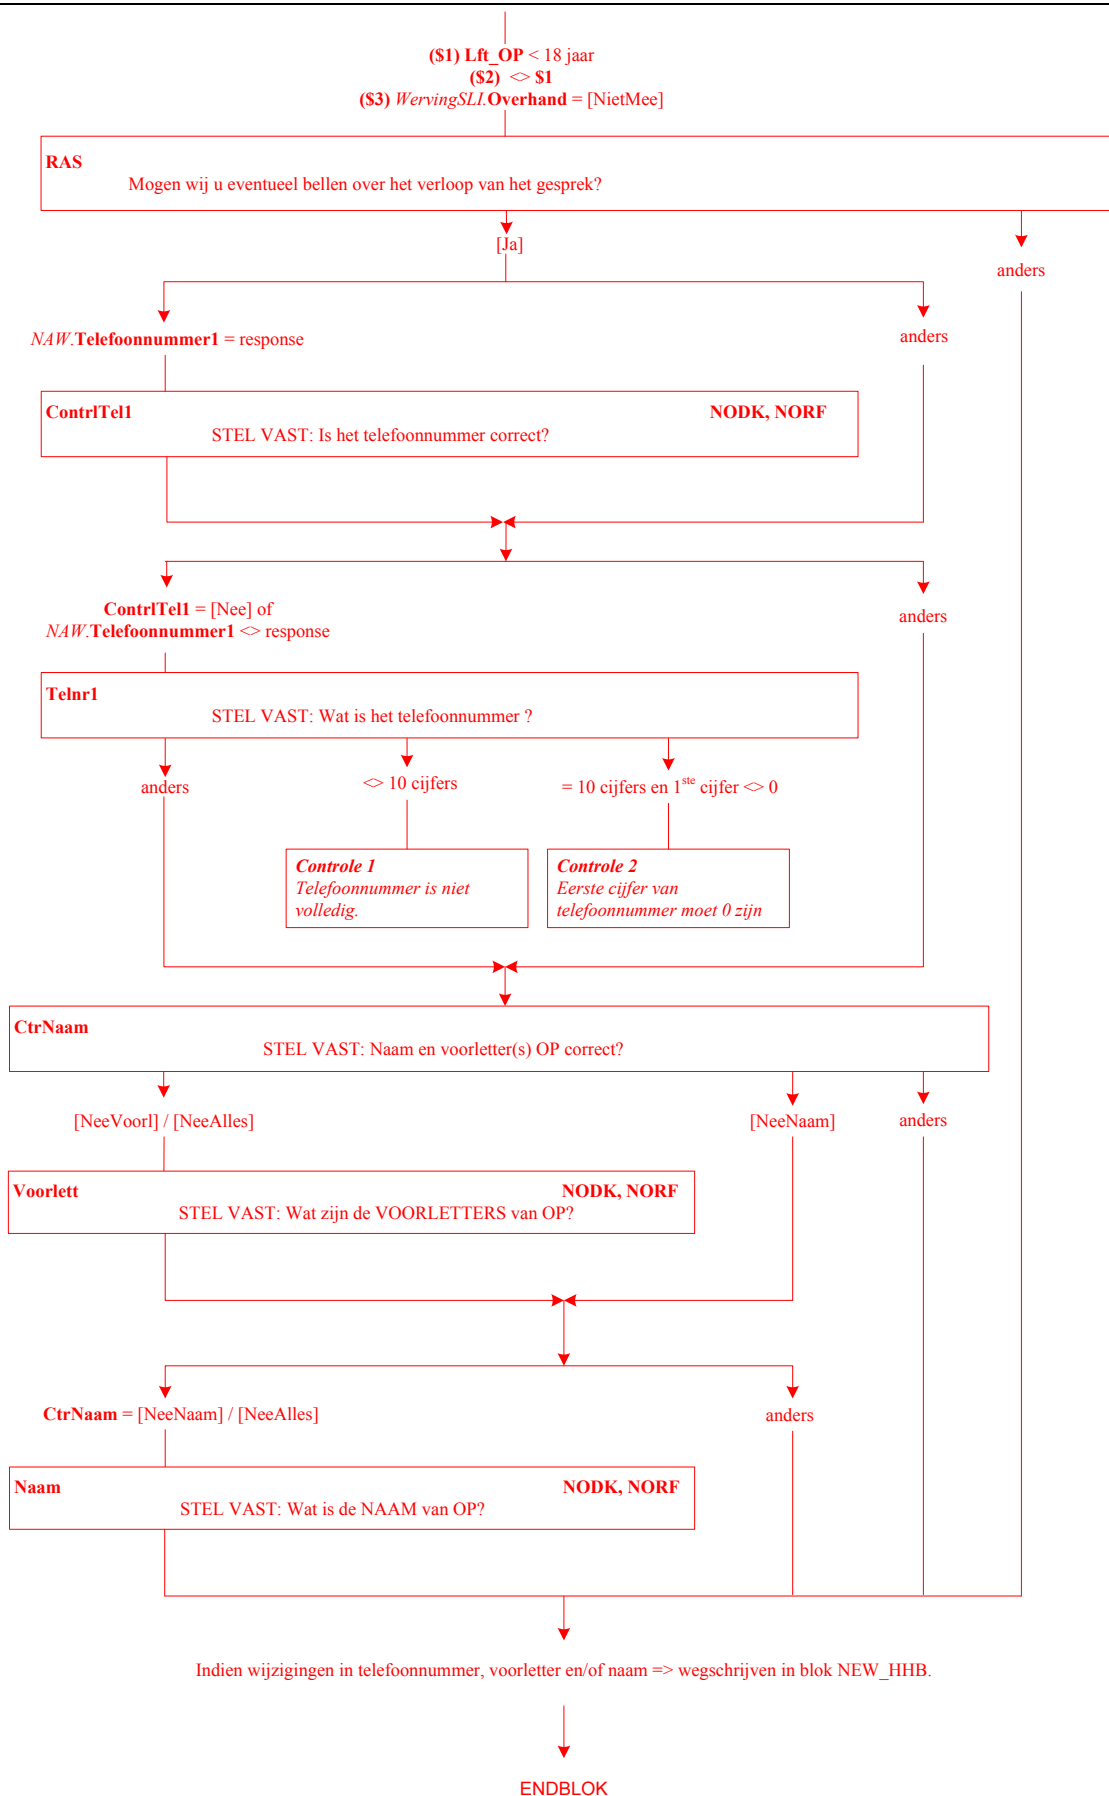 ($1) Lft_OP < 18 jaar
($2) <> $1
($3) WervingSLI.Overhand = [NietMee]
RAS
Mogen wij u eventueel bellen over het verloop van het gesprek?
[Ja]
anders
NAW.Telefoonnummer1 = response
anders
ContrlTel1 NODK, NORF
STEL VAST: Is het telefoonnummer correct?
ContrlTel1 = [Nee] of
NAW.Telefoonnummer1 <> response
anders
Telnr1
STEL VAST: Wat is het telefoonnummer ?
anders
<> 10 cijfers
= 10 cijfers en 1ste cijfer <> 0
Controle 1
Telefoonnummer is niet
volledig.
Controle 2
Eerste cijfer van
telefoonnummer moet 0 zijn
CtrNaam
STEL VAST: Naam en voorletter(s) OP correct?
[NeeVoorl] / [NeeAlles]
[NeeNaam]
anders
Voorlett NODK, NORF
STEL VAST: Wat zijn de VOORLETTERS van OP?
CtrNaam = [NeeNaam] / [NeeAlles]
anders
Naam NODK, NORF
STEL VAST: Wat is de NAAM van OP?
Indien wijzigingen in telefoonnummer, voorletter en/of naam => wegschrijven in blok NEW_HHB.
ENDBLOK